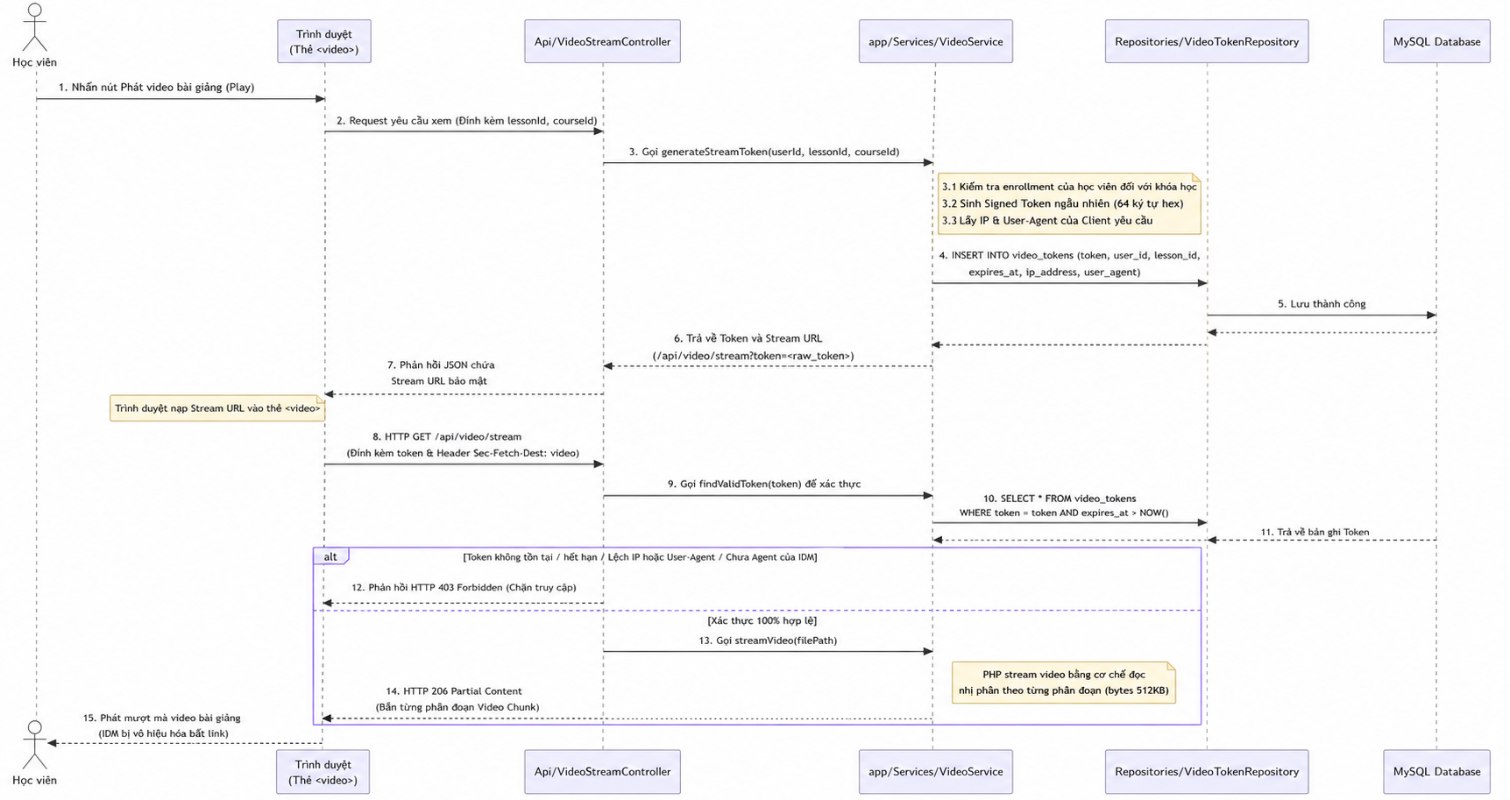 Học viên
Trình duyệt
(Thẻ <video>)
Api/VideoStreamController
app/Services/VideoService
Repositories/VideoTokenRepository
MySQL Database
1. Nhấn nút Phát video bài giảng (Play)
2. Request yêu cầu xem (Đính kèm lessonId, courseId)
3. Gọi generateStreamToken(userId, lessonId, courseId)
3.1 Kiểm tra enrollment của học viên đối với khóa học
3.2 Sinh Signed Token ngẫu nhiên (64 ký tự hex)
3.3 Lấy IP & User-Agent của Client yêu cầu
4. INSERT INTO video_tokens (token, user_id, lesson_id,
expires_at, ip_address, user_agent)
5. Lưu thành công
6. Trả về Token và Stream URL
(/api/video/stream?token=<raw_token>)
7. Phản hồi JSON chứa
Stream URL bảo mật
Trình duyệt nạp Stream URL vào thẻ <video>
8. HTTP GET /api/video/stream
(Đính kèm token & Header Sec-Fetch-Dest: video)
9. Gọi findValidToken(token) để xác thực
10. SELECT * FROM video_tokens
WHERE token = token AND expires_at > NOW()
11. Trả về bản ghi Token
alt
[Token không tồn tại / hết hạn / Lệch IP hoặc User-Agent / Chưa Agent của IDM]
12. Phản hồi HTTP 403 Forbidden (Chặn truy cập)
[Xác thực 100% hợp lệ]
13. Gọi streamVideo(filePath)
PHP stream video bằng cơ chế đọc
nhị phân theo từng phân đoạn (bytes 512KB)
14. HTTP 206 Partial Content
(Bắn từng phân đoạn Video Chunk)
15. Phát mượt mà video bài giảng
(IDM bị vô hiệu hóa bắt link)
Học viên
Trình duyệt
(Thẻ <video>)
Api/VideoStreamController
app/Services/VideoService
Repositories/VideoTokenRepository
MySQL Database